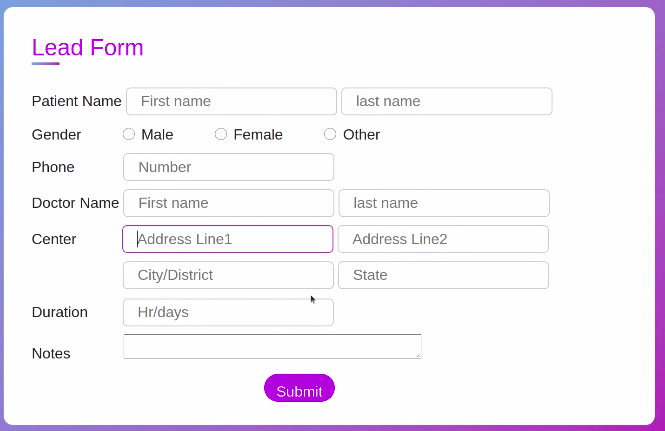 Lead Form
Patient Name First name last name
Gender Male Female Other
Phone Number
Doctor Name First name last name
Center Address Line1 Address Line2
City/District State
Duration Hr/days
Notes
Submit